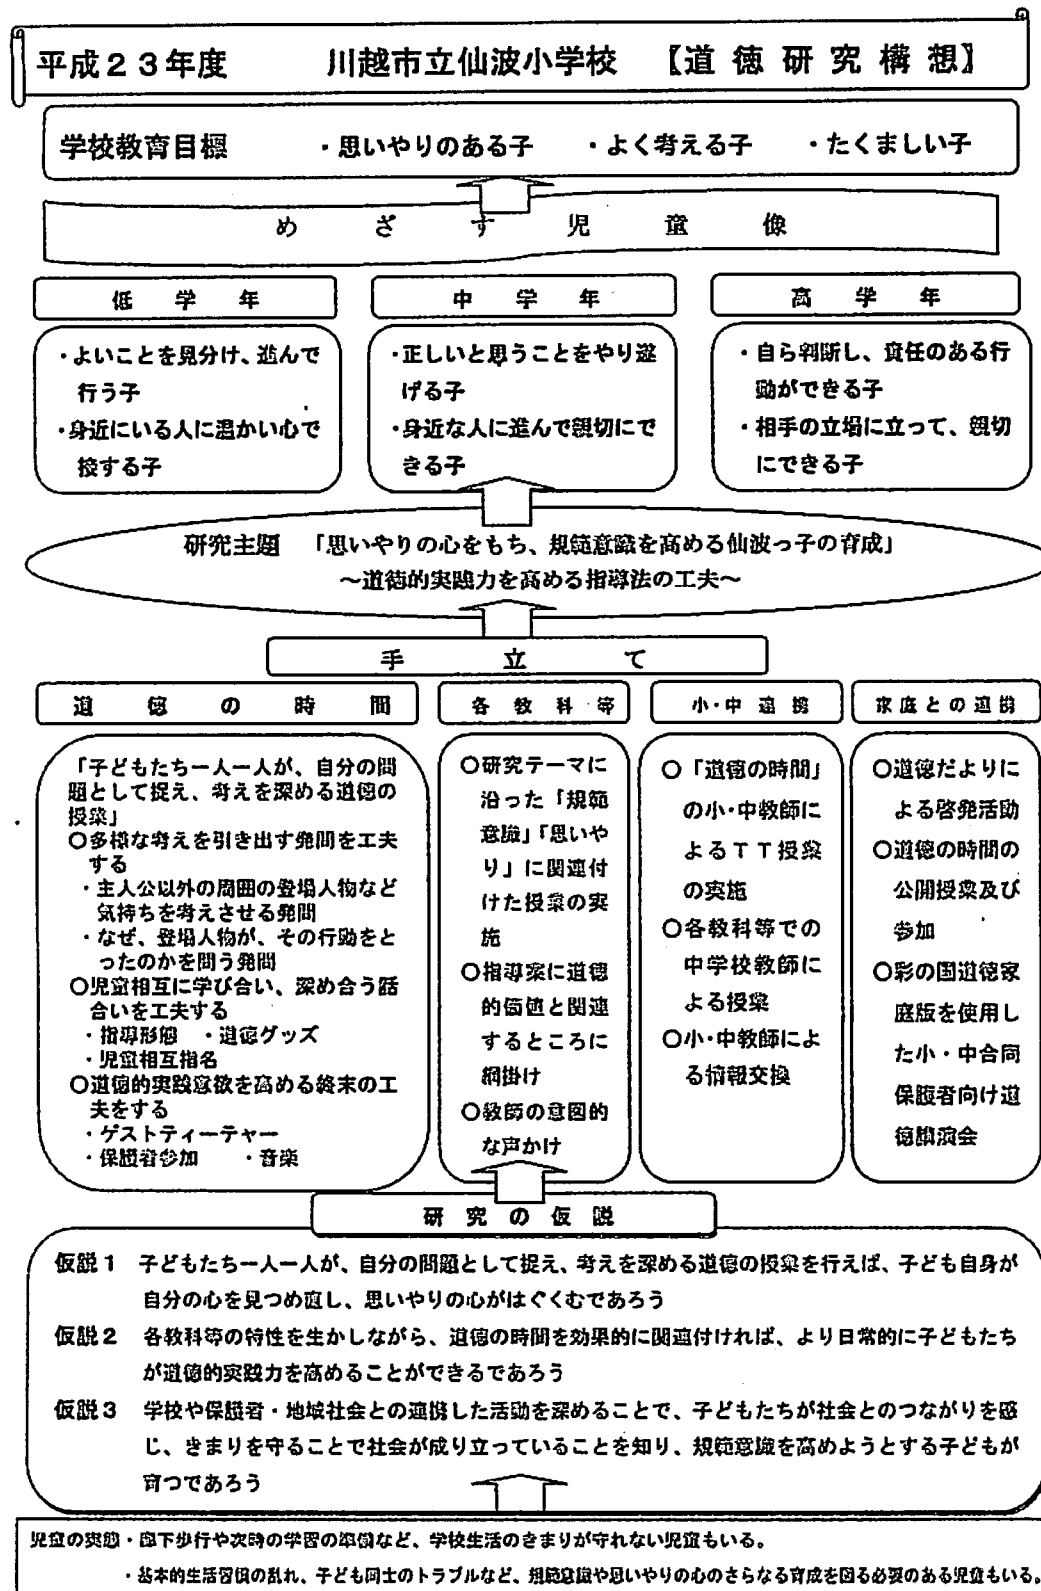 平成23年度　川越市立仙波小学校　【道徳研究構想】
学校教育目標　・思いやりのある子　・よく考える子　・たくましい子
めざす児童像
低学年
・よいことを見分け、進んで
行う子
・身近にいる人に温かい心で
接する子
中学年
・正しいと思うことをやり遂
げる子
・身近な人に進んで親切にで
きる子
高学年
・自ら判断し、責任のある行
動ができる子
・相手の立場に立って、親切
にできる子
研究主題　「思いやりの心をもち、規範意識を高める仙波っ子の育成」
～道徳的実践力を高める指導法の工夫～
手立て
道徳の時間
「子どもたち一人一人が、自分の問
題として捉え、考えを深める道徳の
授業」
○多様な考えを引き出す発問を工夫
する
・主人公以外の周囲の登場人物など
気持ちを考えさせる発問
・なぜ、登場人物が、その行動をと
ったのかを問う発問
○児童相互に学び合い、深め合う話
合いを工夫する
・指導形態　・道徳グッズ
・児童相互指名
○道徳的実践意欲を高める終末の工
夫をする
・ゲストティーチャー
・保護者参加　・音楽
各教科等
○研究テーマに
沿った「規範
意識」「思いや
り」に関連付
けた授業の実
施
○指導案に道徳
的価値と関連
するところに
網掛け
○教師の意図的
な声かけ
小・中連携
○「道徳の時間」
の小・中教師に
よるTT授業
の実施
○各教科等での
中学校教師に
よる授業
○小・中教師によ
る情報交換
家庭との連携
○道徳だよりに
よる啓発活動
○道徳の時間の
公開授業及び
参加
○彩の国道徳家
庭版を使用し
た小・中合同
保護者向け道
徳講演会
研究の仮説
仮説1　子どもたち一人一人が、自分の問題として捉え、考えを深める道徳の授業を行えば、子ども自身が
自分の心を見つめ直し、思いやりの心がはぐくむであろう
仮説2　各教科等の特性を生かしながら、道徳の時間を効果的に関連付ければ、より日常的に子どもたち
が道徳的実践力を高めることができるであろう
仮説3　学校や保護者・地域社会との連携した活動を深めることで、子どもたちが社会とのつながりを感
じ、きまりを守ることで社会が成り立っていることを知り、規範意識を高めようとする子どもが
育つであろう
児童の実態・廊下歩行や次時の学習の準備など、学校生活のきまりが守れない児童もいる。
・基本的生活習慣の乱れ、子ども同士のトラブルなど、規範意識や思いやりの心のさらなる育成を図る必要のある児童もいる。